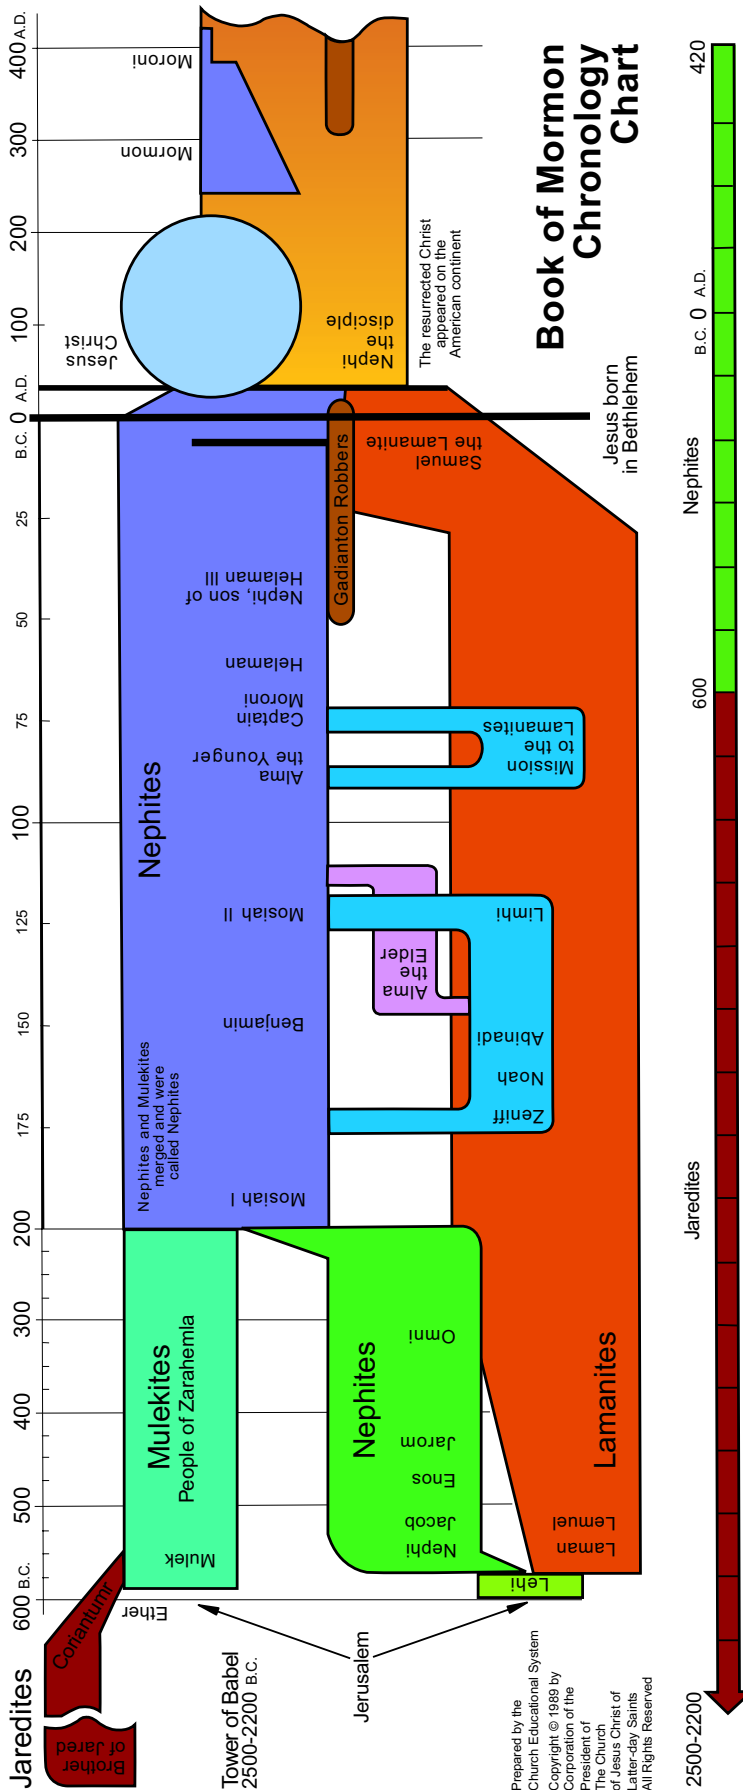 Book of Mormon
Chronology
Chart
Jaredites
600 B.C.
500
400
300
200
175
150
125
100
75
50
25
B.C.
0
A.D.
100
200
300
400 A.D.
Brother
of Jared
Coriantumr
Ether
Tower of Babel
2500-2200 B.C.
Jerusalem
Mulek
Mulekites
People of Zarahemla
Lehi
Nephi
Jacob
Enos
Jarom
Omni
Nephites
Laman
Lemuel
Lamanites
Nephites and Mulekites
merged and were
called Nephites
Mosiah I
Benjamin
Mosiah II
Nephites
Alma
the Younger
Captain
Moroni
Helaman
Nephi, son of
Helaman III
Zeniff
Noah
Abinadi
Limhi
Alma
the
Elder
Mission
to the
Lamanites
Gadianton Robbers
Samuel
the Lamanite
Jesus born
in Bethlehem
Jesus
Christ
Nephi
the
disciple
The resurrected Christ
appeared on the
American continent
Mormon
Moroni
Prepared by the
Church Educational System
Copyright © 1989 by
Corporation of the
President of
The Church
of Jesus Christ of
Latter-day Saints
All Rights Reserved
2500-2200
Jaredites
600
Nephites
B.C. 0 A.D.
420